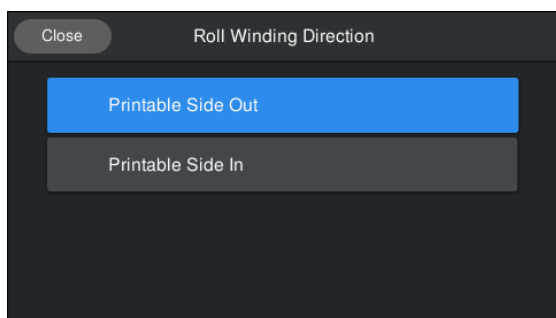 Close
Roll Winding Direction
Printable Side Out
Printable Side In